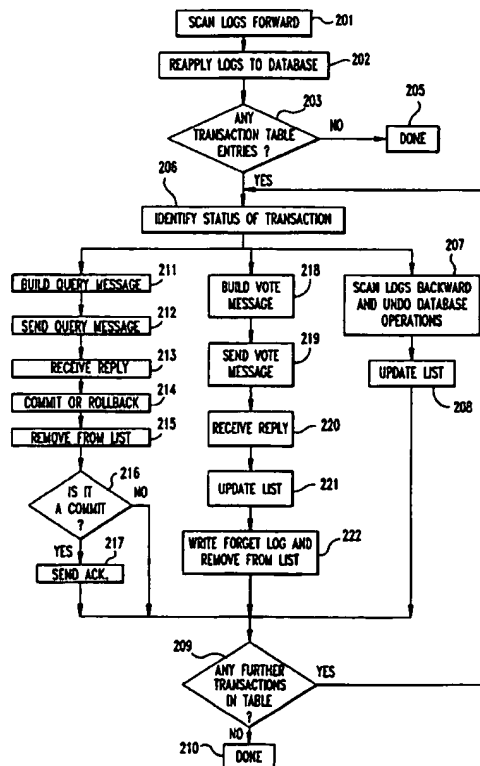 SCAN LOGS FORWARD
201
REAPPLY LOGS TO DATABASE
202
203
ANY
TRANSACTION TABLE
ENTRIES ?
NO
205
DONE
YES
206
IDENTIFY STATUS OF TRANSACTION
211
BUILD QUERY MESSAGE
212
SEND QUERY MESSAGE
213
RECEIVE REPLY
214
COMMIT OR ROLLBACK
215
REMOVE FROM LIST
216
IS IT
A COMMIT
?
NO
YES
217
SEND ACK.
218
BUILD VOTE
MESSAGE
219
SEND VOTE
MESSAGE
RECEIVE REPLY
220
UPDATE LIST
221
WRITE FORGET LOG AND
REMOVE FROM LIST
222
207
SCAN LOGS BACKWARD
AND UNDO DATABASE
OPERATIONS
UPDATE LIST
208
209
ANY FURTHER
TRANSACTIONS
IN TABLE
?
YES
NO
210
DONE